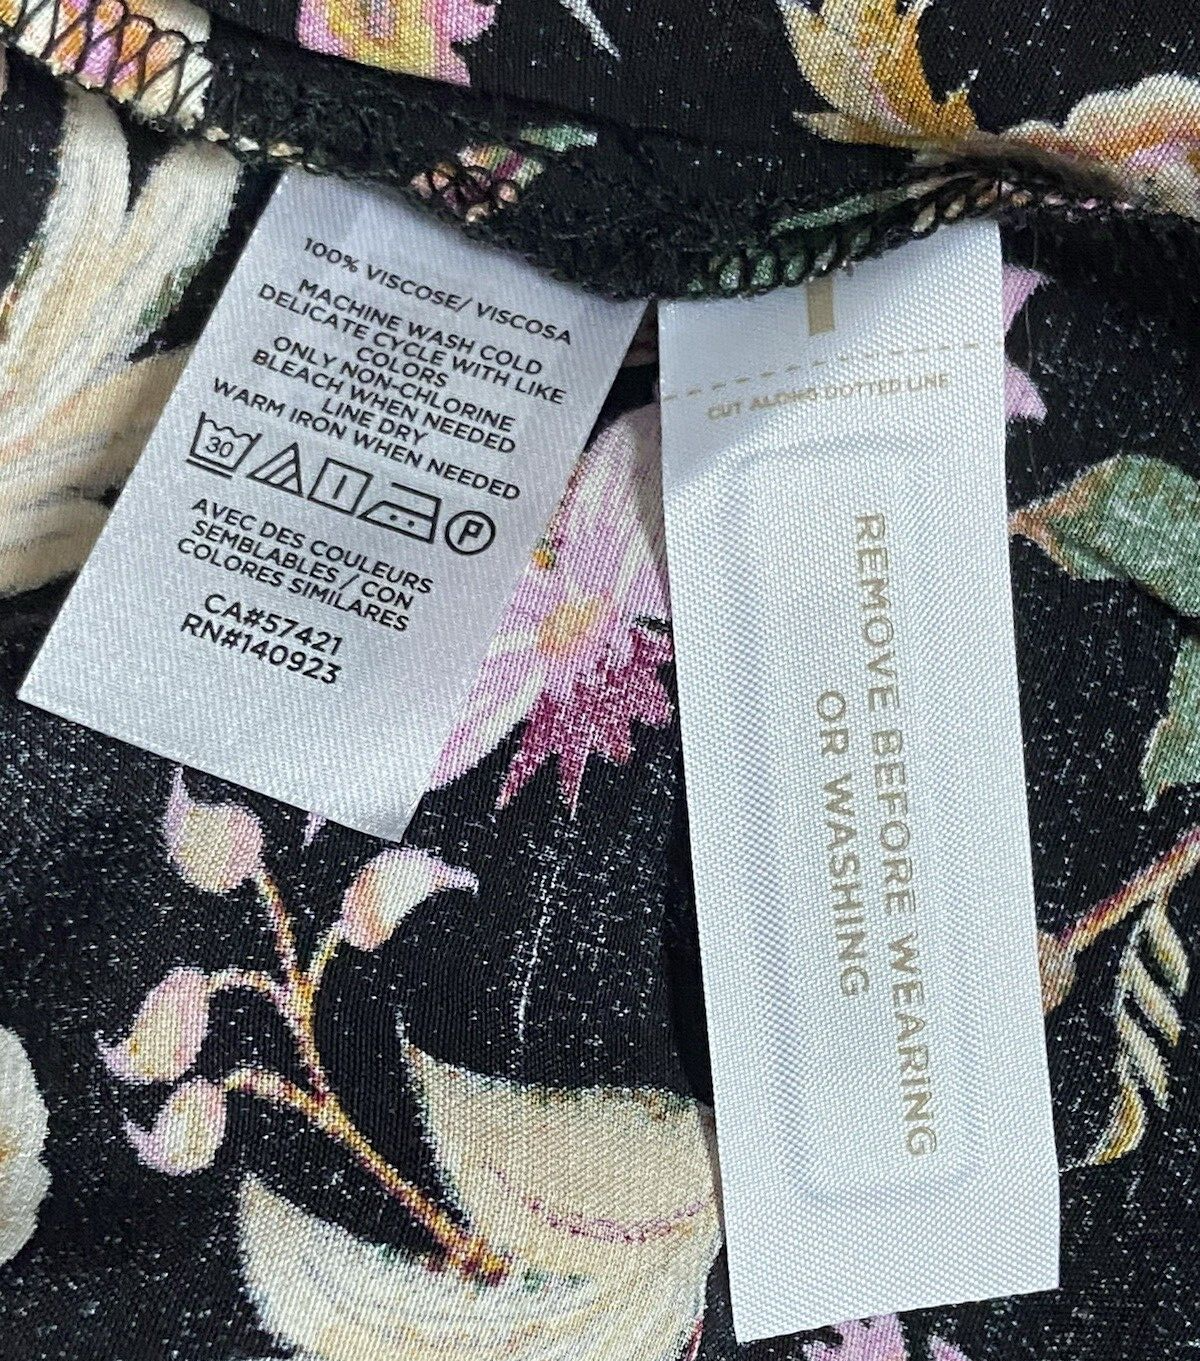 100% VISCOSE/ VISCOSA
MACHINE WASH COLD
DELICATE CYCLE WITH LIKE
COLORS
ONLY NON-CHLORINE
BLEACH WHEN NEEDED
LINE DRY
WARM IRON WHEN NEEDED
30 P
AVEC DES COULEURS
SEMBLABLES / CON
COLORES SIMILARES
CA#57421
RN#140923
CUT ALONG DOTTED LINE
REMOVE BEFORE WEARING
OR WASHING